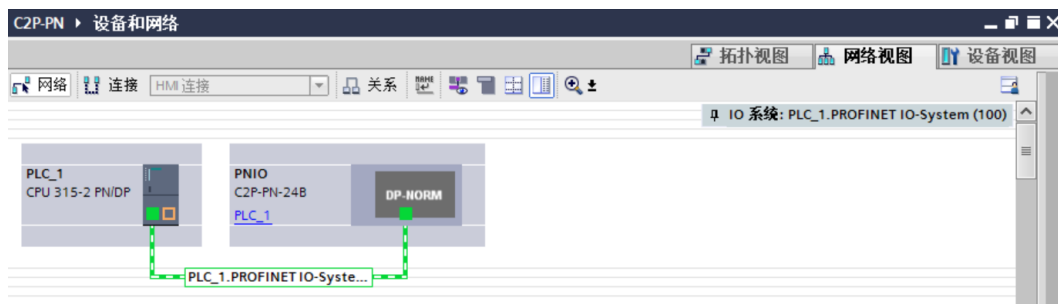 C2P-PN ▸ 设备和网络
拓扑视图 网络视图 设备视图
网络 连接 HMI 连接 关系
IO 系统: PLC_1.PROFINET IO-System (100)
PLC_1
CPU 315-2 PN/DP
PNIO
C2P-PN-24B
PLC_1
DP-NORM
PLC_1.PROFINET IO-Syste...